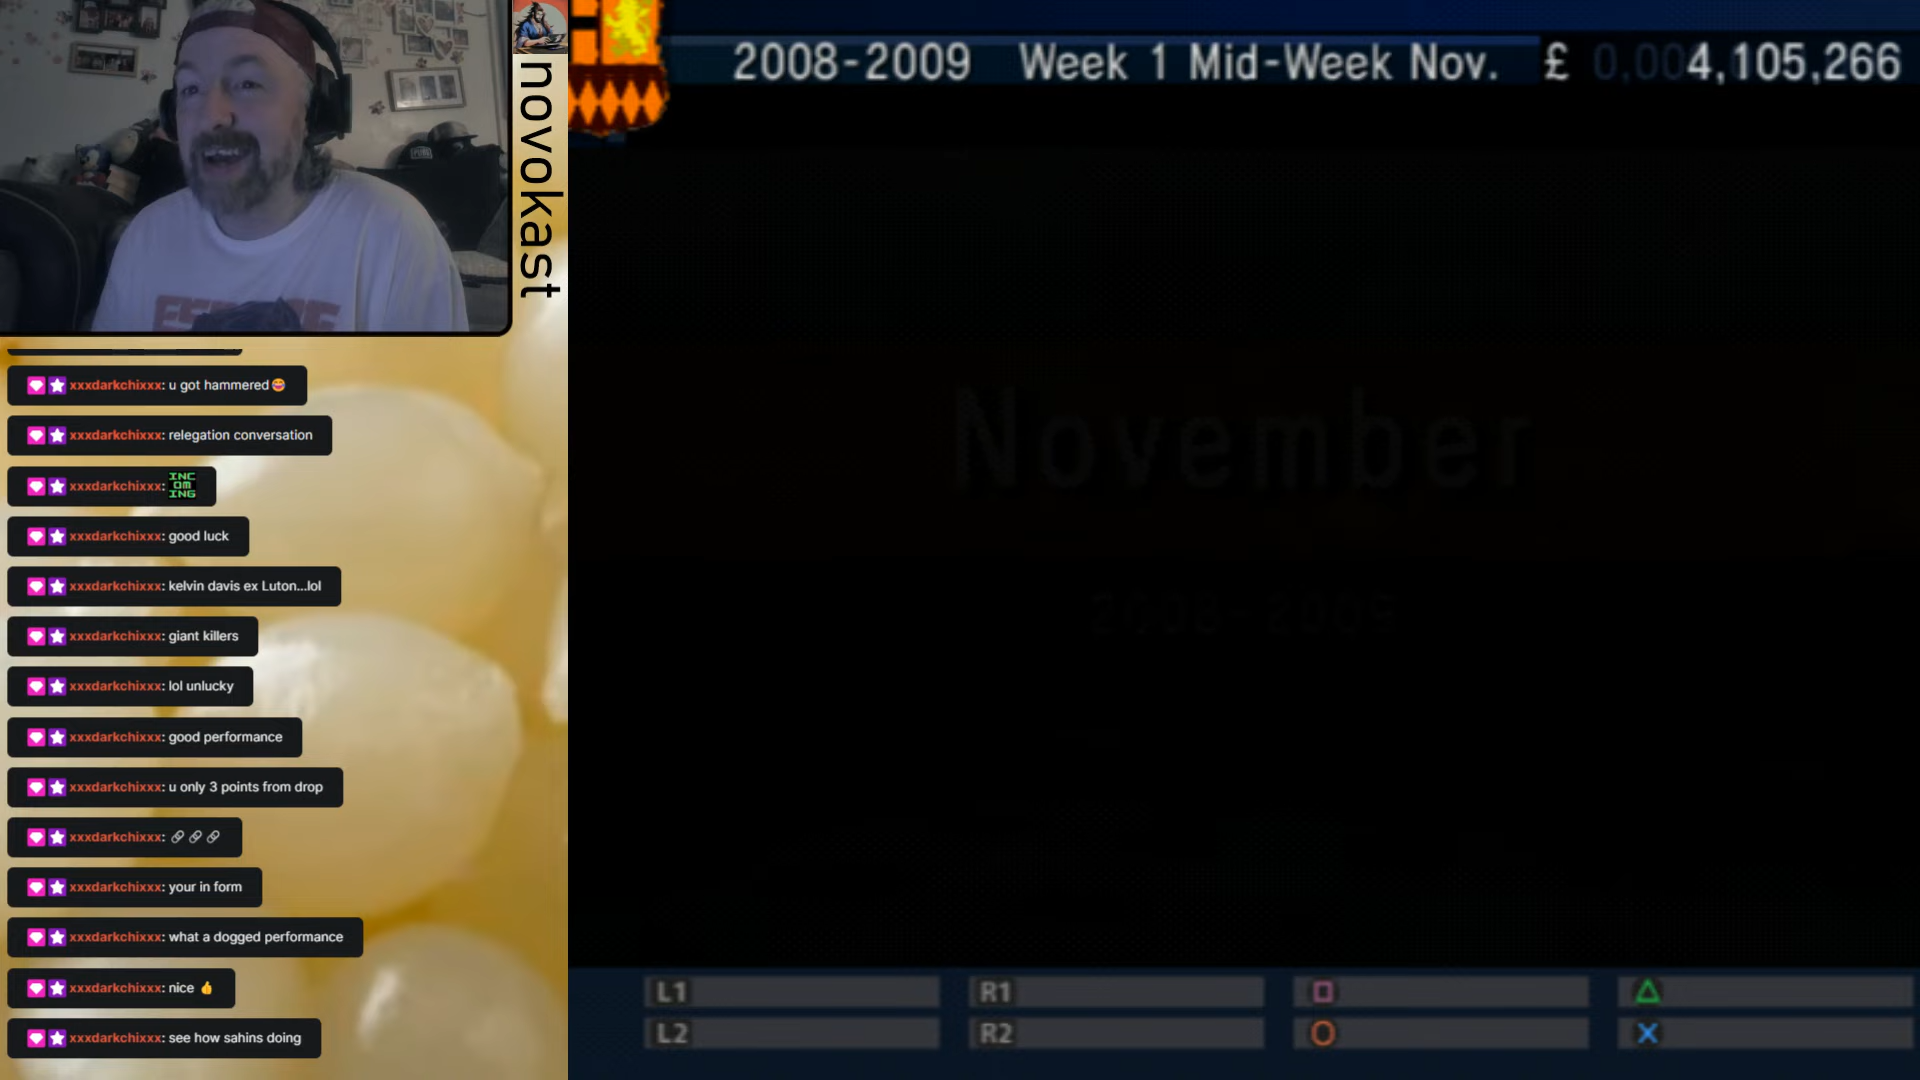 novokast
xxxdarkchixxx: u got hammered😂
xxxdarkchixxx: relegation conversation
xxxdarkchixxx: INC
OM
ING
xxxdarkchixxx: good luck
xxxdarkchixxx: kelvin davis ex Luton...lol
xxxdarkchixxx: giant killers
xxxdarkchixxx: lol unlucky
xxxdarkchixxx: good performance
xxxdarkchixxx: u only 3 points from drop
xxxdarkchixxx: 🔗 🔗 🔗
xxxdarkchixxx: your in form
xxxdarkchixxx: what a dogged performance
xxxdarkchixxx: nice 👍
xxxdarkchixxx: see how sahins doing
2008-2009 Week 1 Mid-Week Nov. £ 0,004,105,266
November
L1 R1
L2 R2